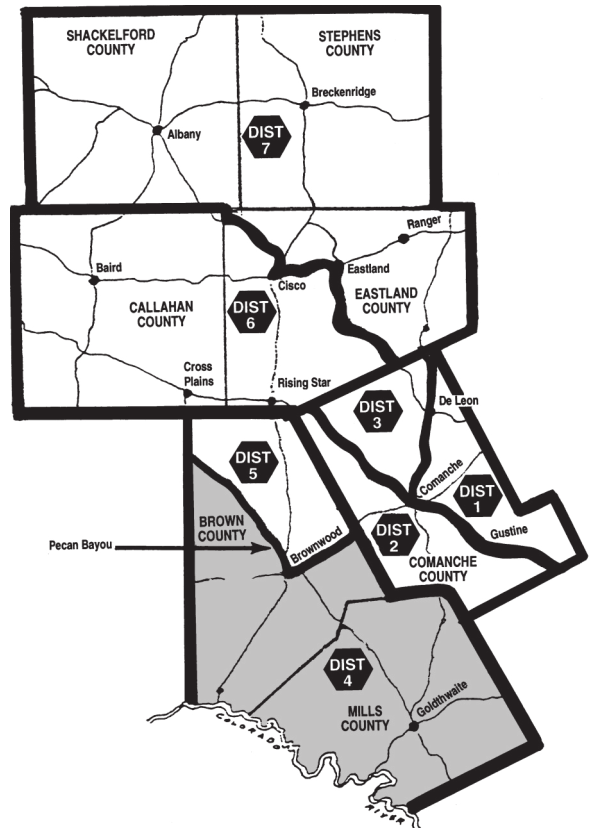 SHACKELFORD
COUNTY
STEPHENS
COUNTY
Breckenridge
Albany
DIST
7
Ranger
Baird
Eastland
Cisco
CALLAHAN
COUNTY
DIST
6
EASTLAND
COUNTY
Cross
Plains
Rising Star
De Leon
DIST
3
DIST
5
Comanche
DIST
1
BROWN
COUNTY
Brownwood
DIST
2
Gustine
Pecan Bayou
COMANCHE
COUNTY
DIST
4
Goldthwaite
MILLS
COUNTY
COLORADO
RIVER